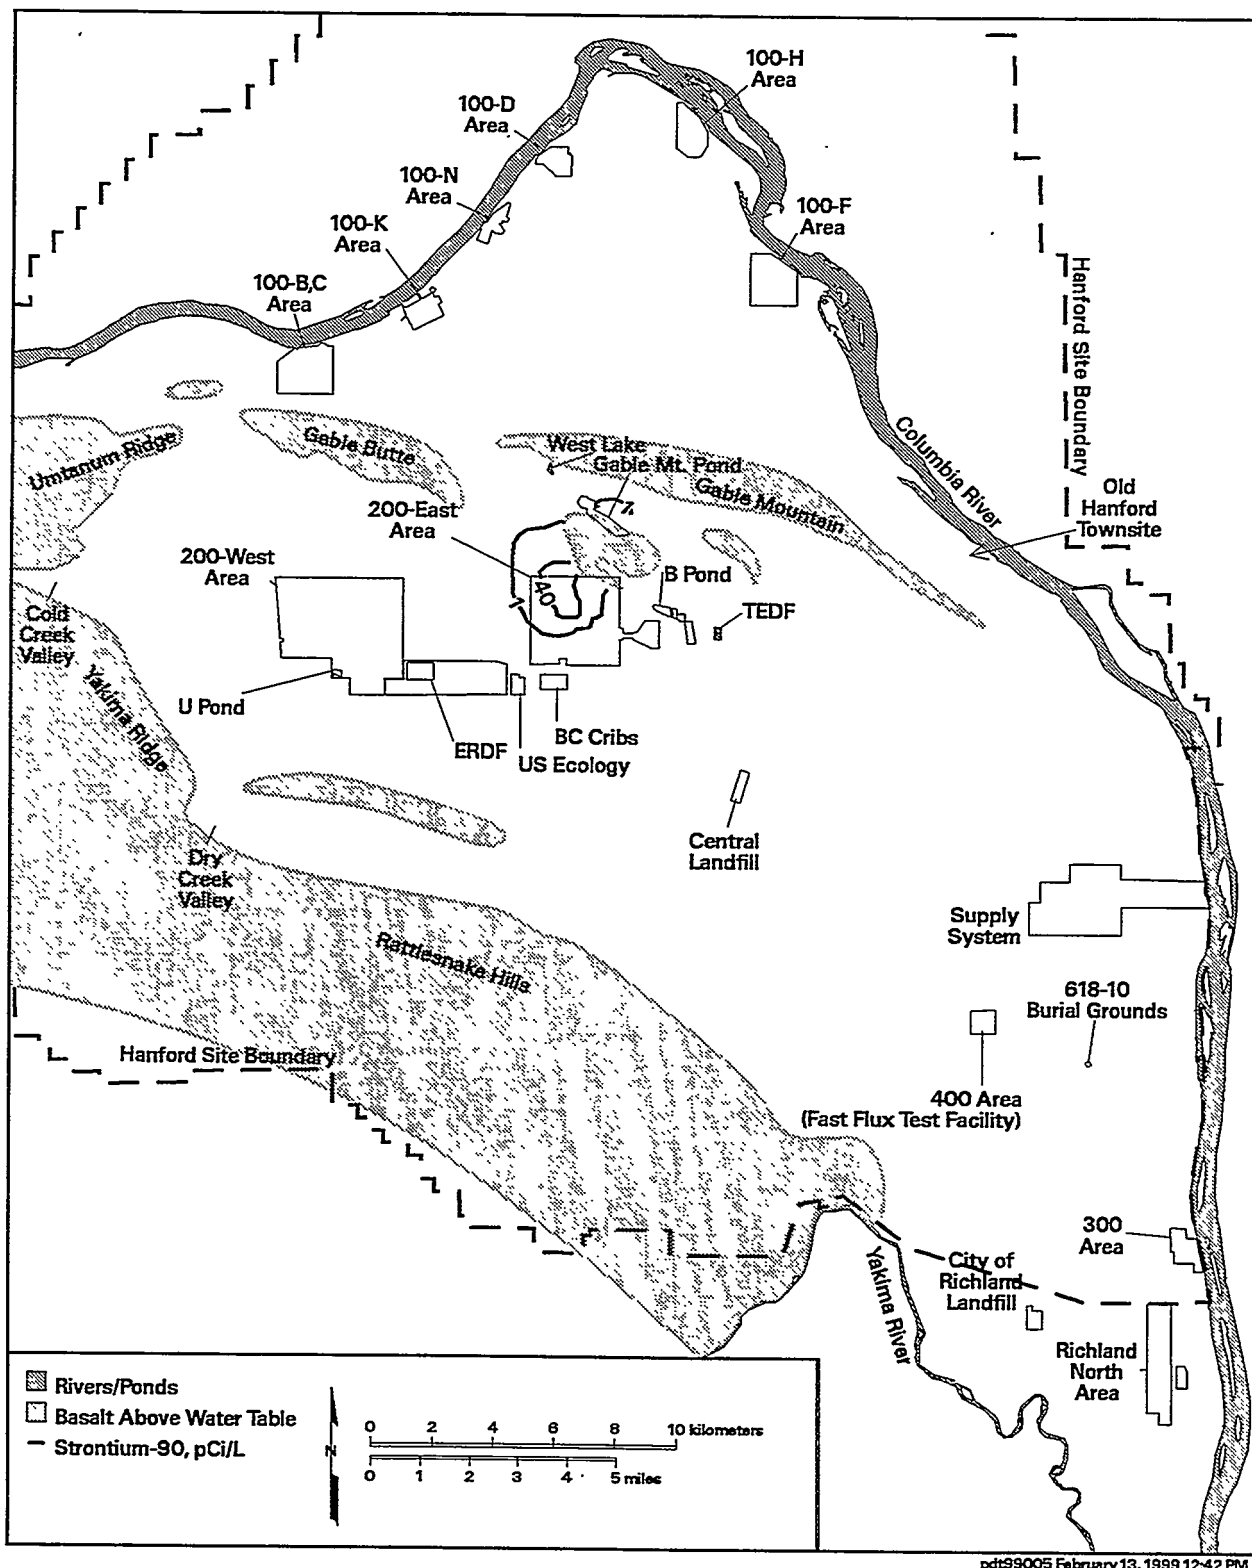 100-H
Area
100-D
Area
100-N
Area
100-K
Area
100-F
Area
100-B,C
Area
Hanford Site Boundary
Columbia River
Umtanum Ridge
Gable Butte
West Lake
Gable Mt. Pond
Gable Mountain
Old
Hanford
Townsite
200-East
Area
200-West
Area
1
40
1
B Pond
TEDF
Cold
Creek
Valley
Yakima Ridge
U Pond
ERDF
BC Cribs
US Ecology
Central
Landfill
Dry
Creek
Valley
Rattlesnake Hills
Supply
System
618-10
Burial Grounds
400 Area
(Fast Flux Test Facility)
Hanford Site Boundary
300
Area
City of
Richland
Landfill
Yakima River
Richland
North
Area
Rivers/Ponds
Basalt Above Water Table
Strontium-90, pCi/L
N
0 2 4 6 8 10 kilometers
0 1 2 3 4 5 miles
pdt99005 February 13, 1999 12:42 PM